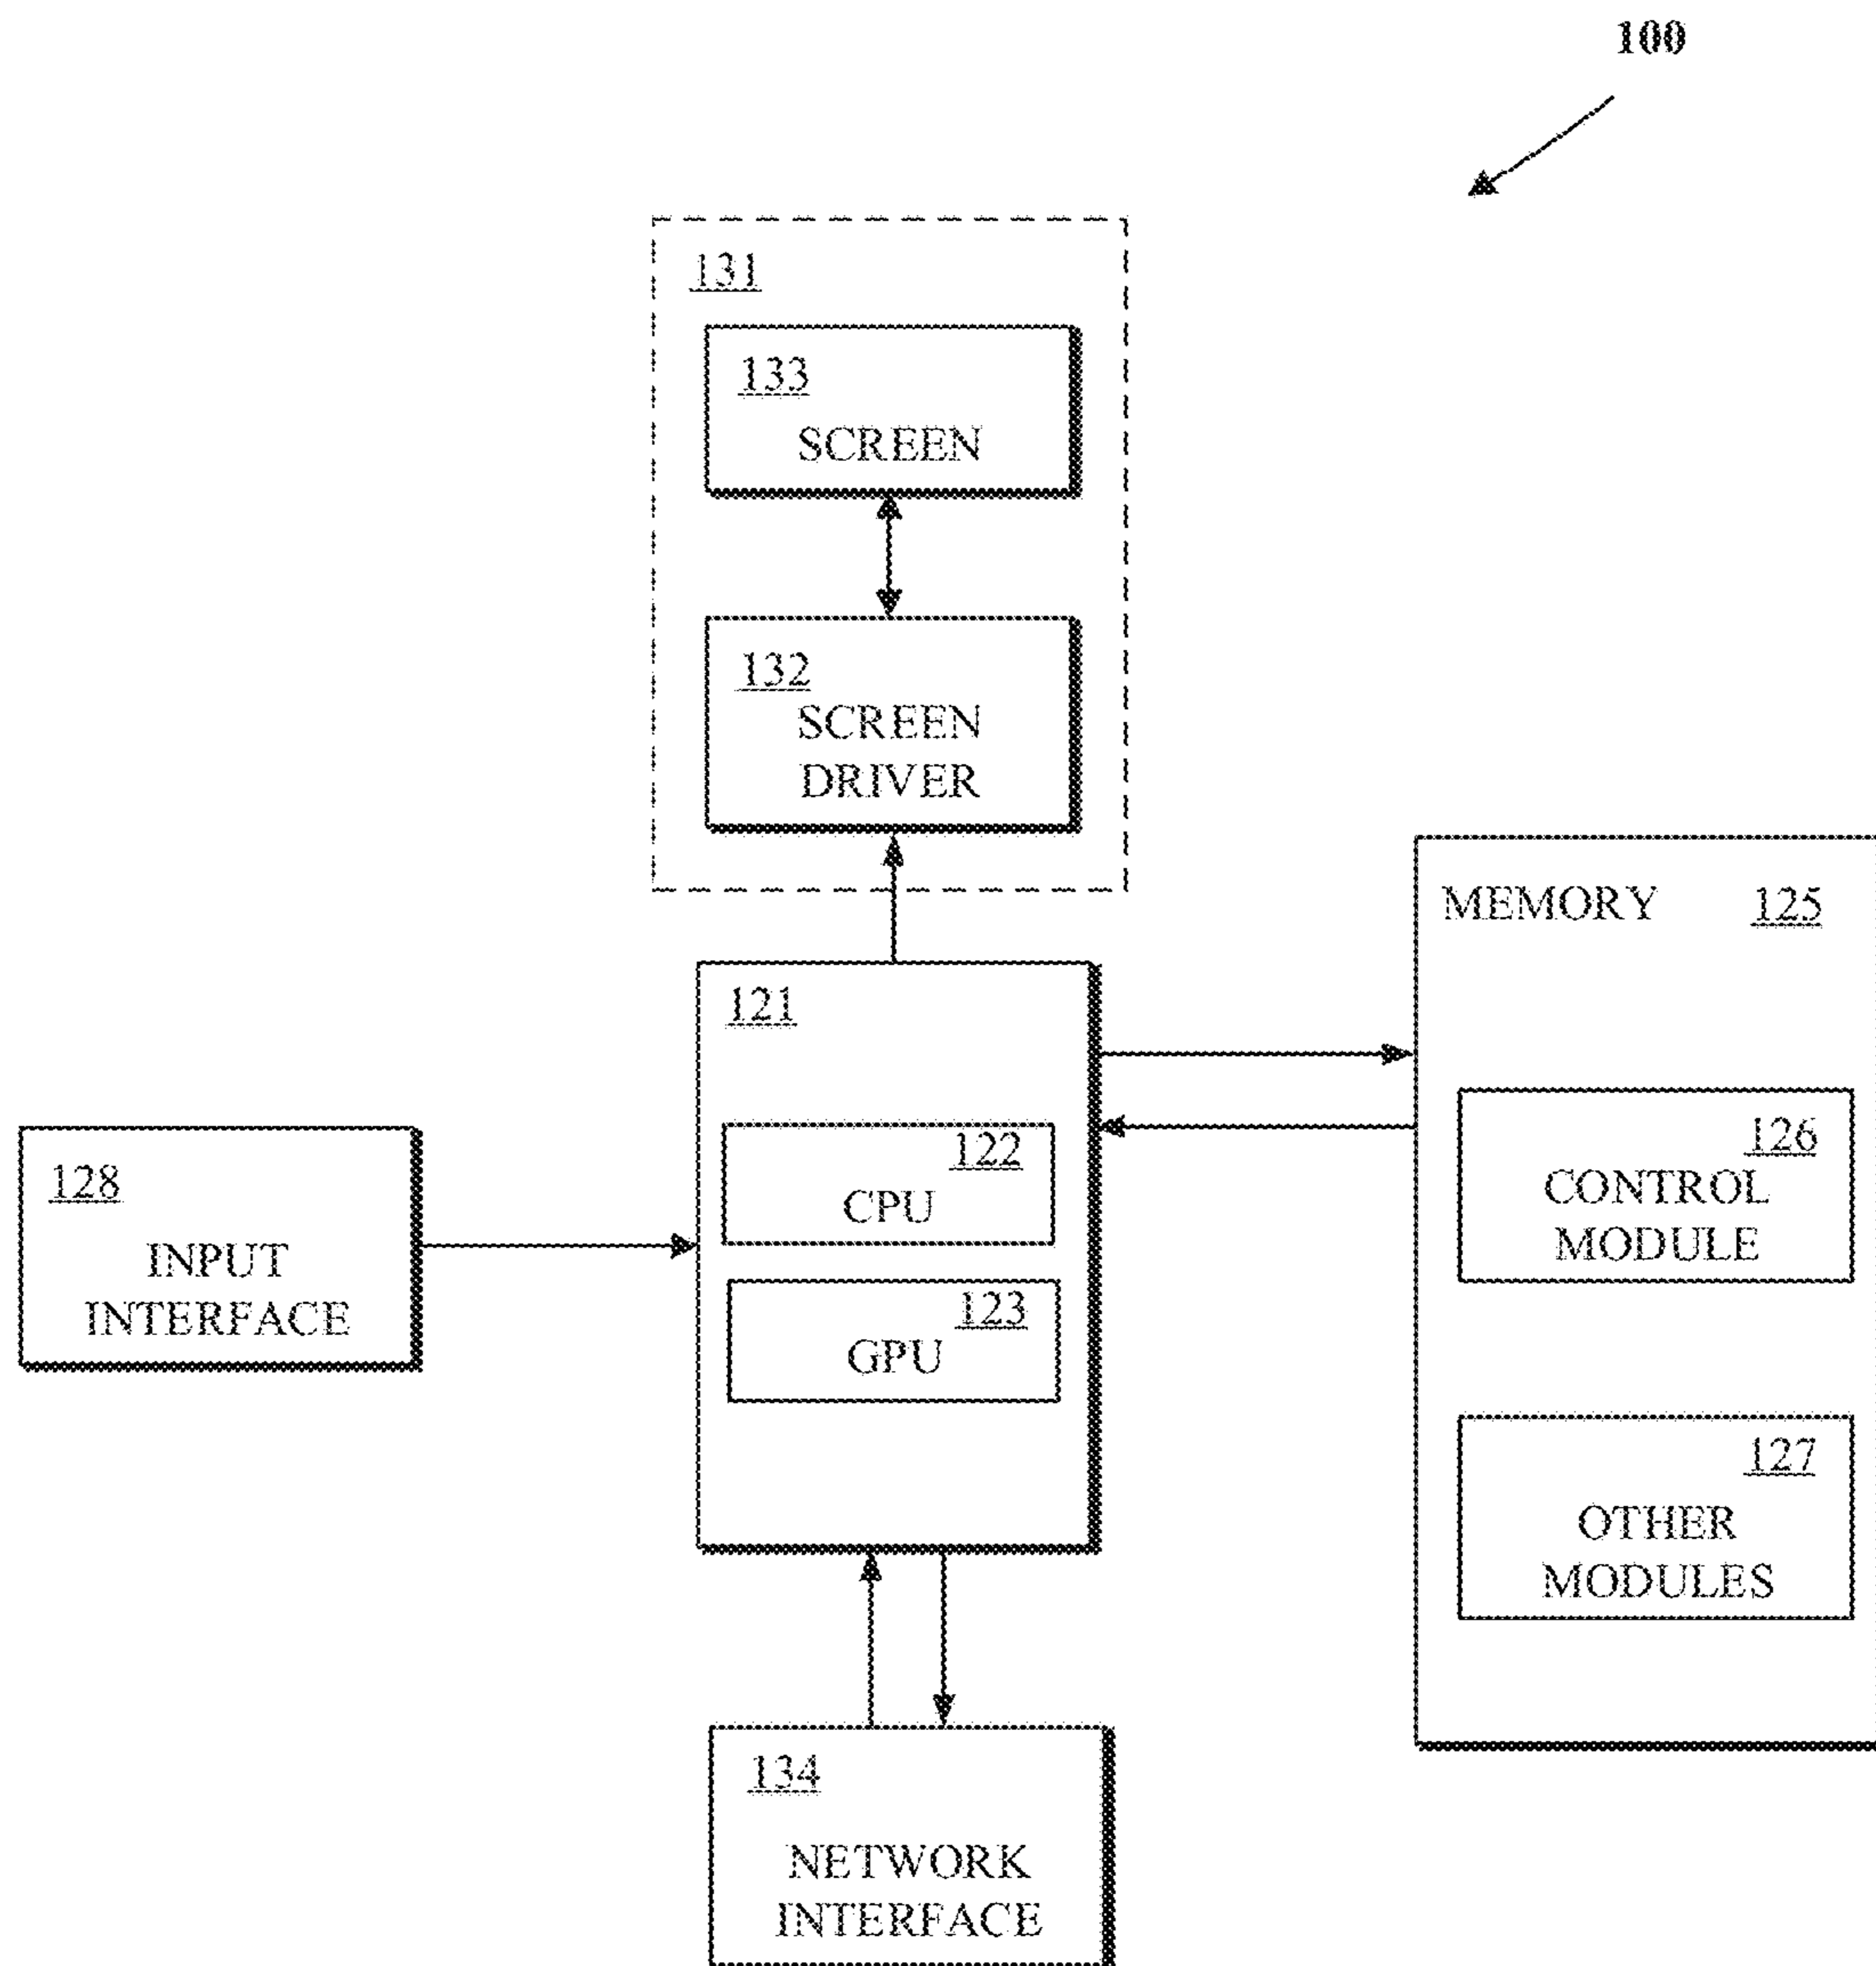 100
131
133
SCREEN
132
SCREEN
DRIVER
MEMORY 125
121
122
CPU
126
CONTROL
MODULE
128
INPUT
INTERFACE
123
GPU
127
OTHER
MODULES
134
NETWORK
INTERFACE